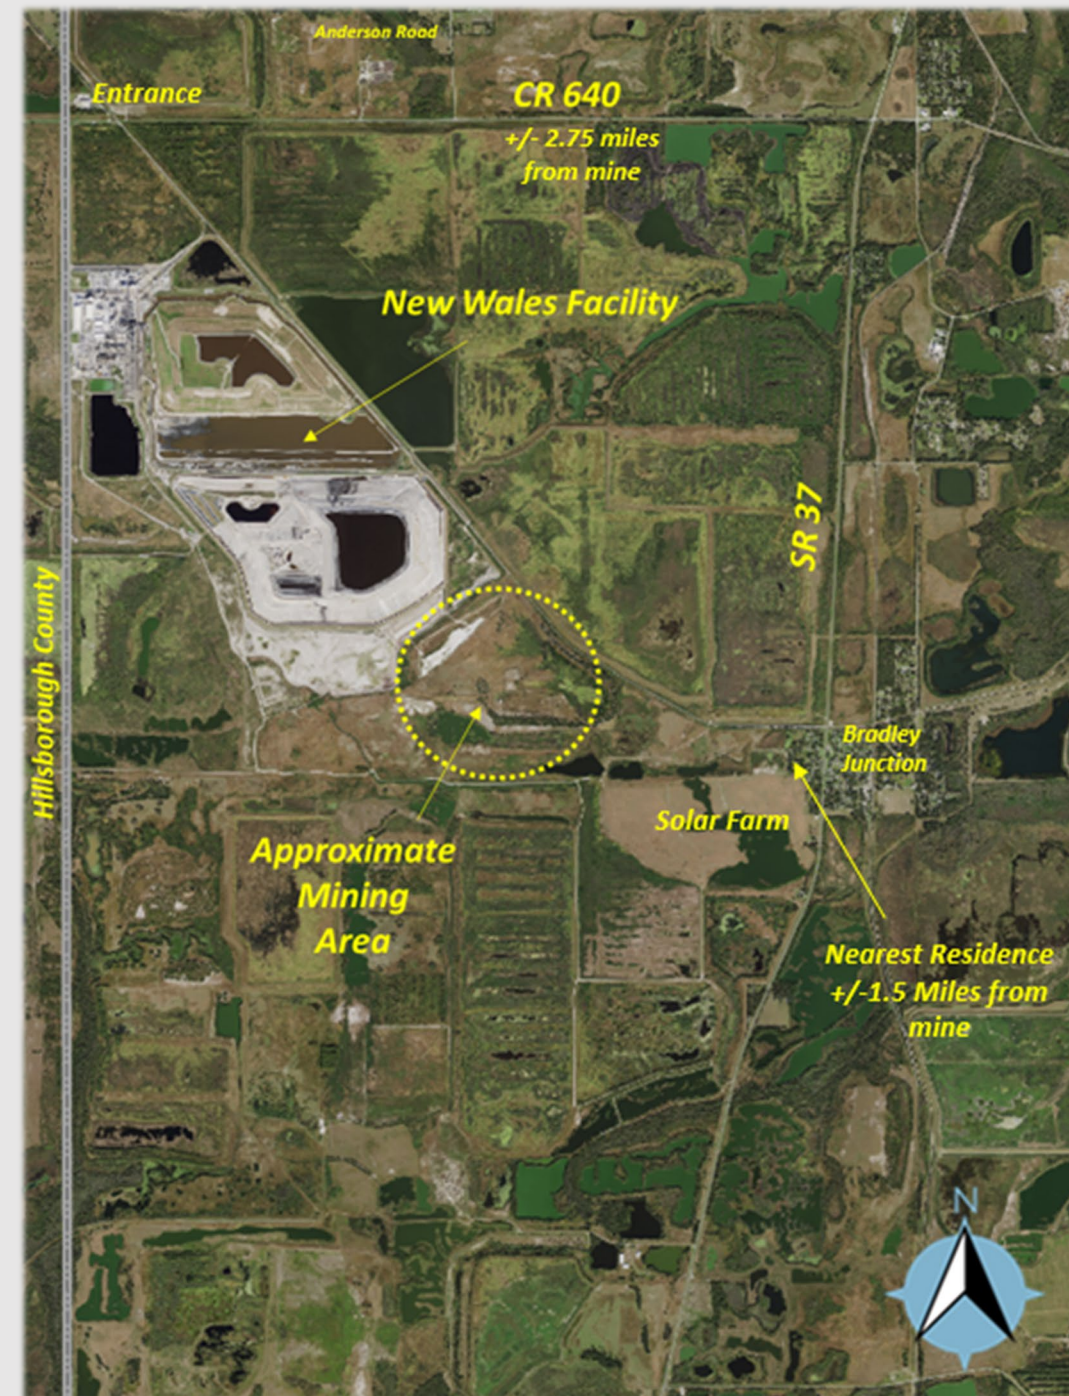 Anderson Road
Entrance
CR 640
+/- 2.75 miles
from mine
New Wales Facility
SR 37
Hillsborough County
Bradley
Junction
Solar Farm
Approximate
Mining
Area
Nearest Residence
+/-1.5 Miles from
mine
N